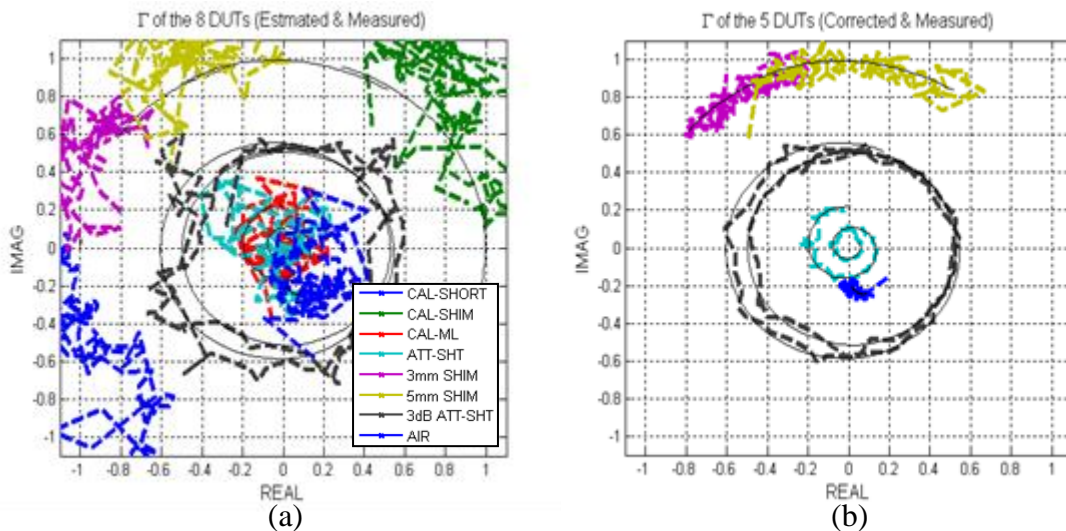 Γ of the 8 DUTs (Estmated & Measured)
1
0.8
0.6
0.4
0.2
0
-0.2
-0.4
-0.6
-0.8
-1
IMAG
-1 -0.8 -0.6 -0.4 -0.2 0 0.2 0.4 0.6 0.8 1
REAL
CAL-SHORT
CAL-SHIM
CAL-ML
ATT-SHT
3mm SHIM
5mm SHIM
3dB ATT-SHT
AIR
(a)
Γ of the 5 DUTs (Corrected & Measured)
1
0.8
0.6
0.4
0.2
0
-0.2
-0.4
-0.6
-0.8
-1
IMAG
-1 -0.8 -0.6 -0.4 -0.2 0 0.2 0.4 0.6 0.8 1
REAL
(b)